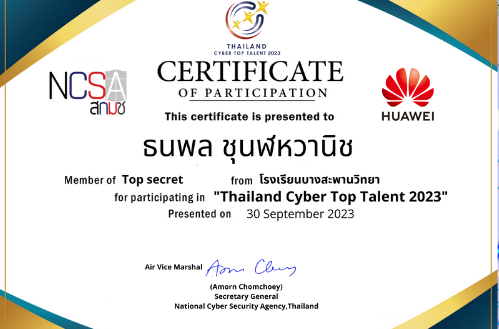 THAILAND
CYBER TOP TALENT 2023
NCSA
สกมช
CERTIFICATE
OF PARTICIPATION
HUAWEI
This certificate is presented to
ธนพล ชุนฬหวานิช
Member of Top secret from โรงเรียนบางสะพานวิทยา
for participating in "Thailand Cyber Top Talent 2023"
Presented on 30 September 2023
Air Vice Marshal
(Amorn Chomchoey)
Secretary General
National Cyber Security Agency,Thailand